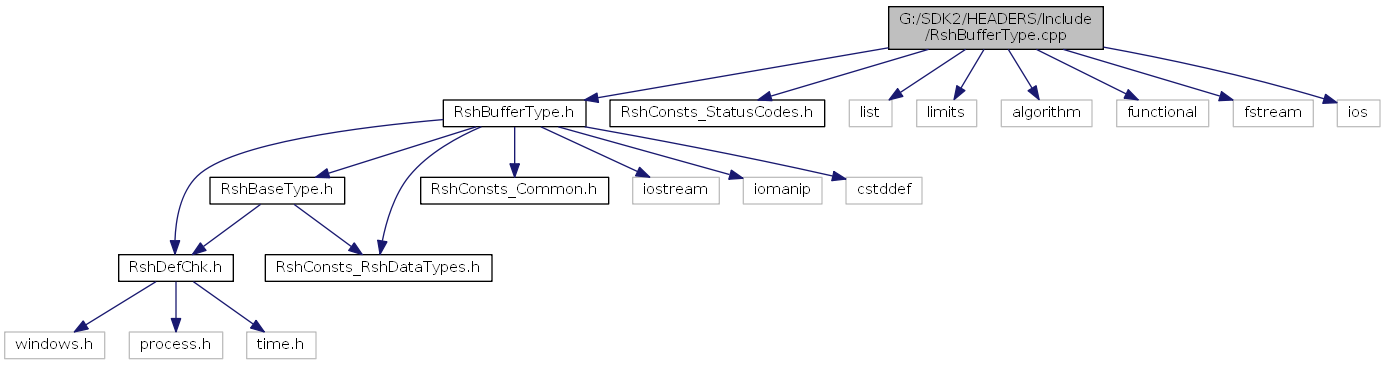 G:/SDK2/HEADERS/Include
/RshBufferType.cpp
RshBufferType.h
RshConsts_StatusCodes.h
list
limits
algorithm
functional
fstream
ios
RshBaseType.h
RshConsts_Common.h
iostream
iomanip
cstddef
RshDefChk.h
RshConsts_RshDataTypes.h
windows.h
process.h
time.h